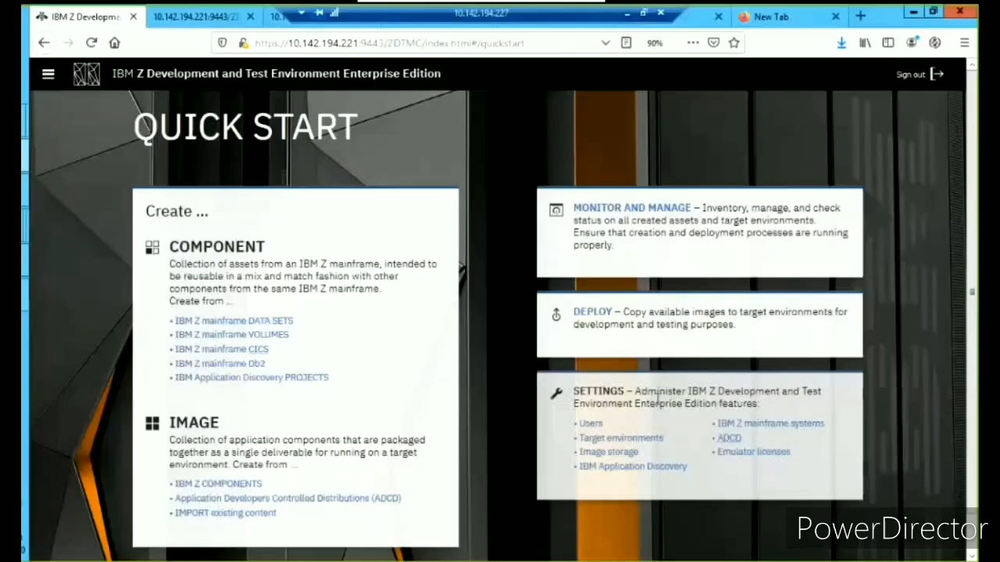 IBM Z Developme
10.142.194.221:9443/Z
10.
10.142.194.227
New Tab
https://10.142.194.221:9443/ZDTMC/index.html#/quickstart
90%
IBM Z Development and Test Environment Enterprise Edition
Sign out
QUICK START
Create ...
COMPONENT
Collection of assets from an IBM Z mainframe, intended to
be reusable in a mix and match fashion with other
components from the same IBM Z mainframe.
Create from ...
• IBM Z mainframe DATA SETS
• IBM Z mainframe VOLUMES
• IBM Z mainframe CICS
• IBM Z mainframe Db2
• IBM Application Discovery PROJECTS
IMAGE
Collection of application components that are packaged
together as a single deliverable for running on a target
environment. Create from ...
• IBM Z COMPONENTS
• Application Developers Controlled Distributions (ADCD)
• IMPORT existing content
MONITOR AND MANAGE – Inventory, manage, and check
status on all created assets and target environments.
Ensure that creation and deployment processes are running
properly.
DEPLOY – Copy available images to target environments for
development and testing purposes.
SETTINGS – Administer IBM Z Development and Test
Environment Enterprise Edition features:
• Users
• Target environments
• Image storage
• IBM Application Discovery
• IBM Z mainframe systems
• ADCD
• Emulator licenses
PowerDirector